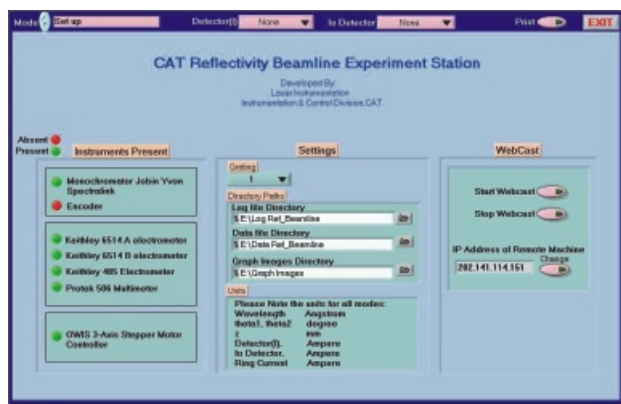 Mode Set up Detector(I) None Io Detector None Print EXIT
CAT Reflectivity Beamline Experiment Station
Developed By:
Laser Instrumentation
Instrumentation & Control Division,CAT
Absent
Present
Instruments Present
Monochromator Jobin Yvon
Spectralink
Encoder
Keithley 6514 A electrometer
Keithley 6514 B electrometer
Keithley 485 Electrometer
Protek 506 Multimeter
OWIS 3-Axis Stepper Motor
Controller
Settings
Grating
1
Directory Paths
Log file Directory
E:\Log Ref_Beamline
Data file Directory
E:\Data Ref_Beamline
Graph Images Directory
E:\Graph Images
Units
Please Note the units for all modes:
Wavelength Angstrom
theta1, theta2 degree
z mm
Detector(I), Ampere
Io Detector, Ampere
Ring Current Ampere
WebCast
Start Webcast
Stop Webcast
IP Address of Remote Machine
Change
202.141.114.151